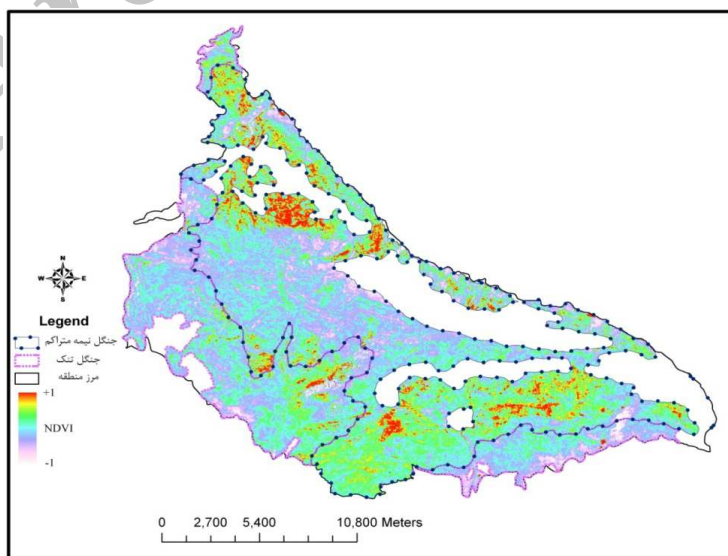 N
W E
S
Legend
جنگل نیمه متراکم
جنگل تنک
مرز منطقه
+1
NDVI
-1
0 2,700 5,400 10,800 Meters